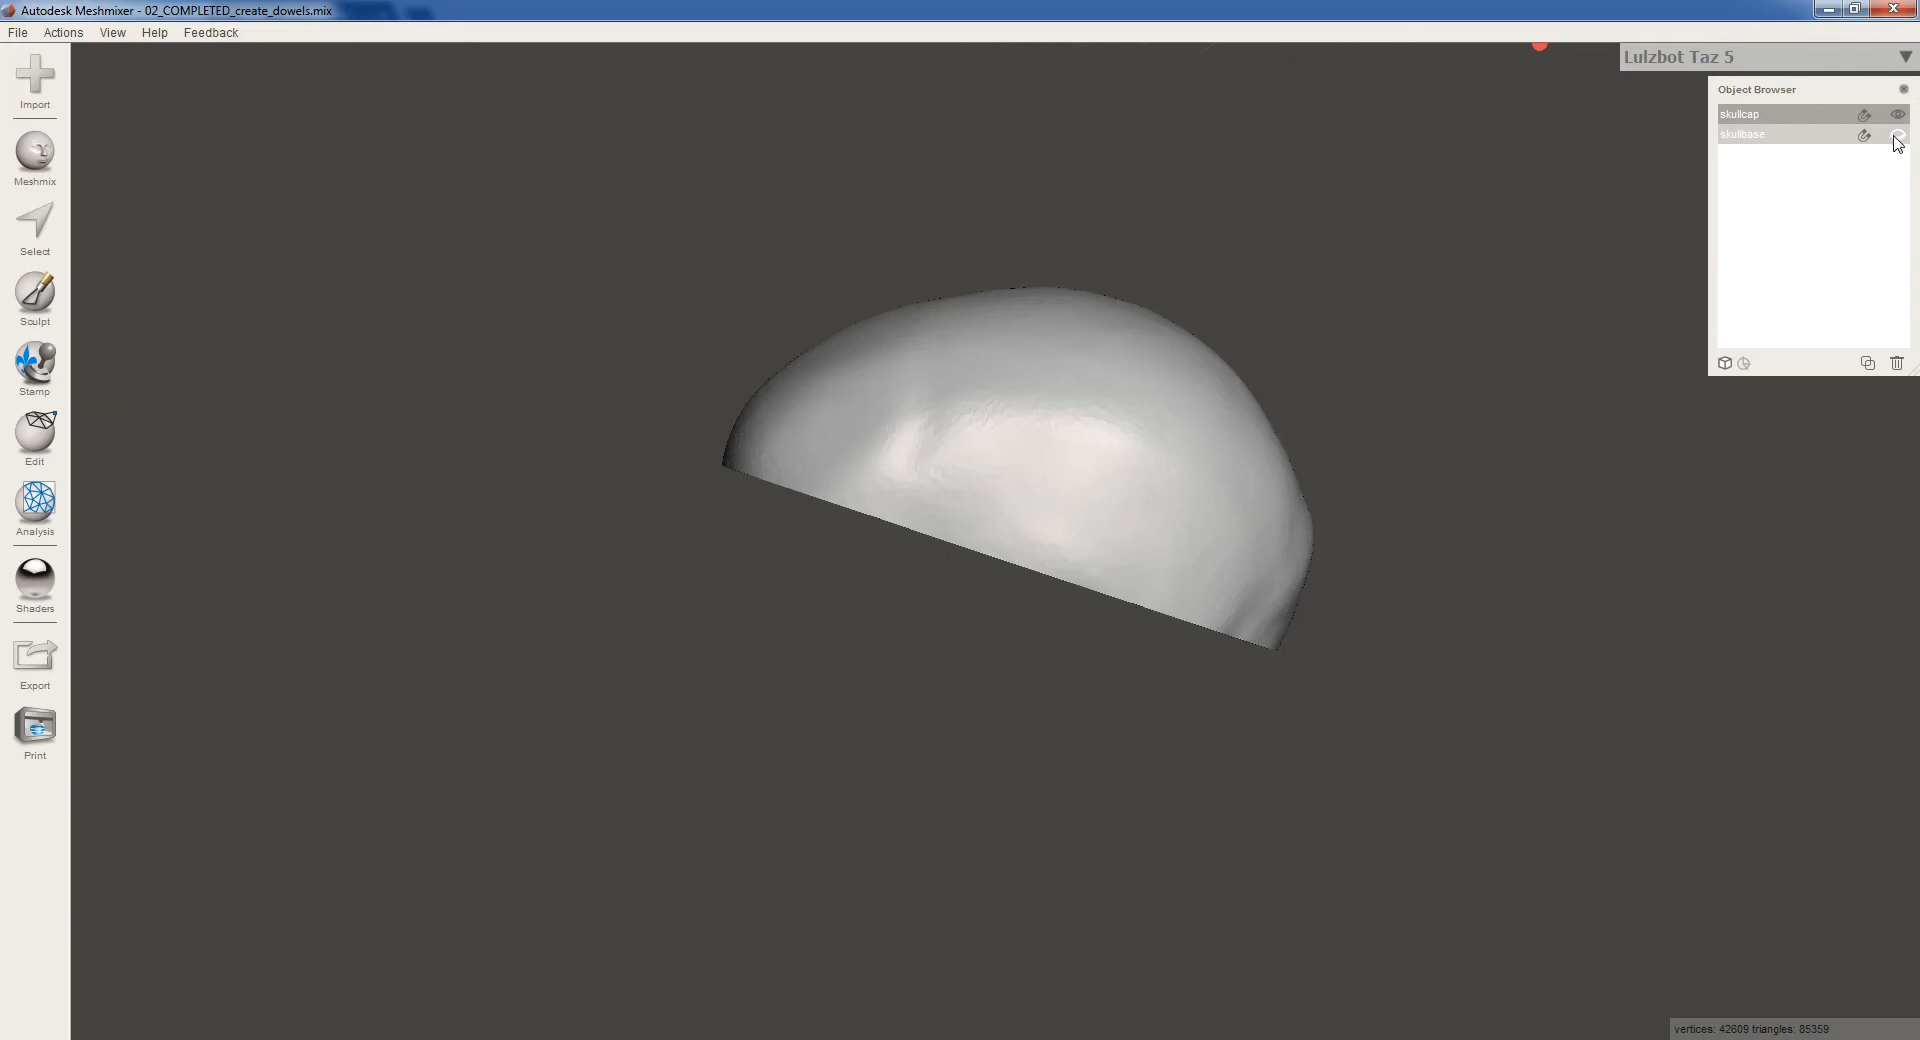 Autodesk Meshmixer - 02_COMPLETED_create_dowels.mix
File Actions View Help Feedback
Lulzbot Taz 5
Object Browser
skullcap
skullbase
Import
Meshmix
Select
Sculpt
Stamp
Edit
Analysis
Shaders
Export
Print
vertices: 42609 triangles: 85359